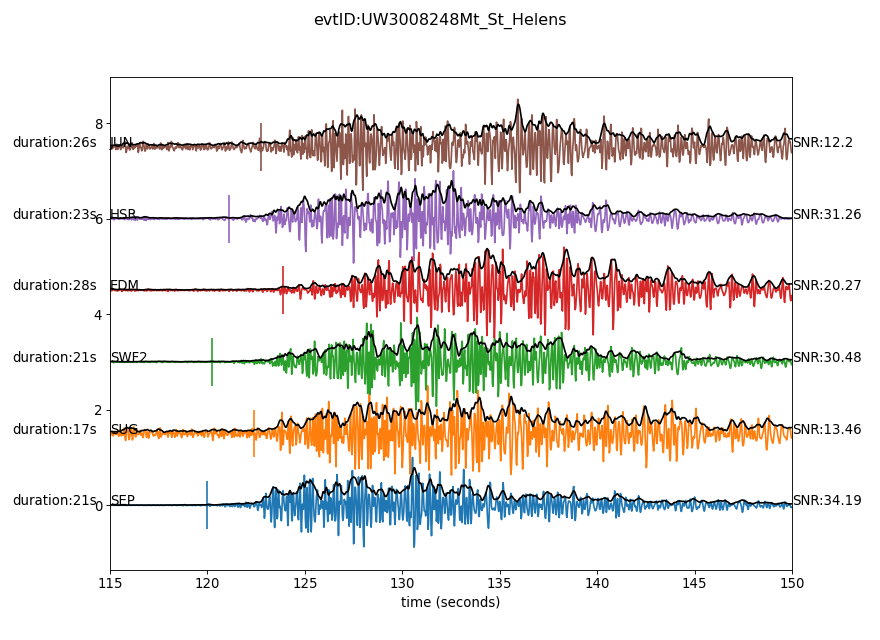 evtID:UW3008248Mt_St_Helens
8
duration:26s JUN SNR:12.2
duration:23s HSR SNR:31.26
6
duration:28s EDM SNR:20.27
4
duration:21s SWF2 SNR:30.48
2
duration:17s SUG SNR:13.46
duration:21s SEP SNR:34.19
0
115 120 125 130 135 140 145 150
time (seconds)